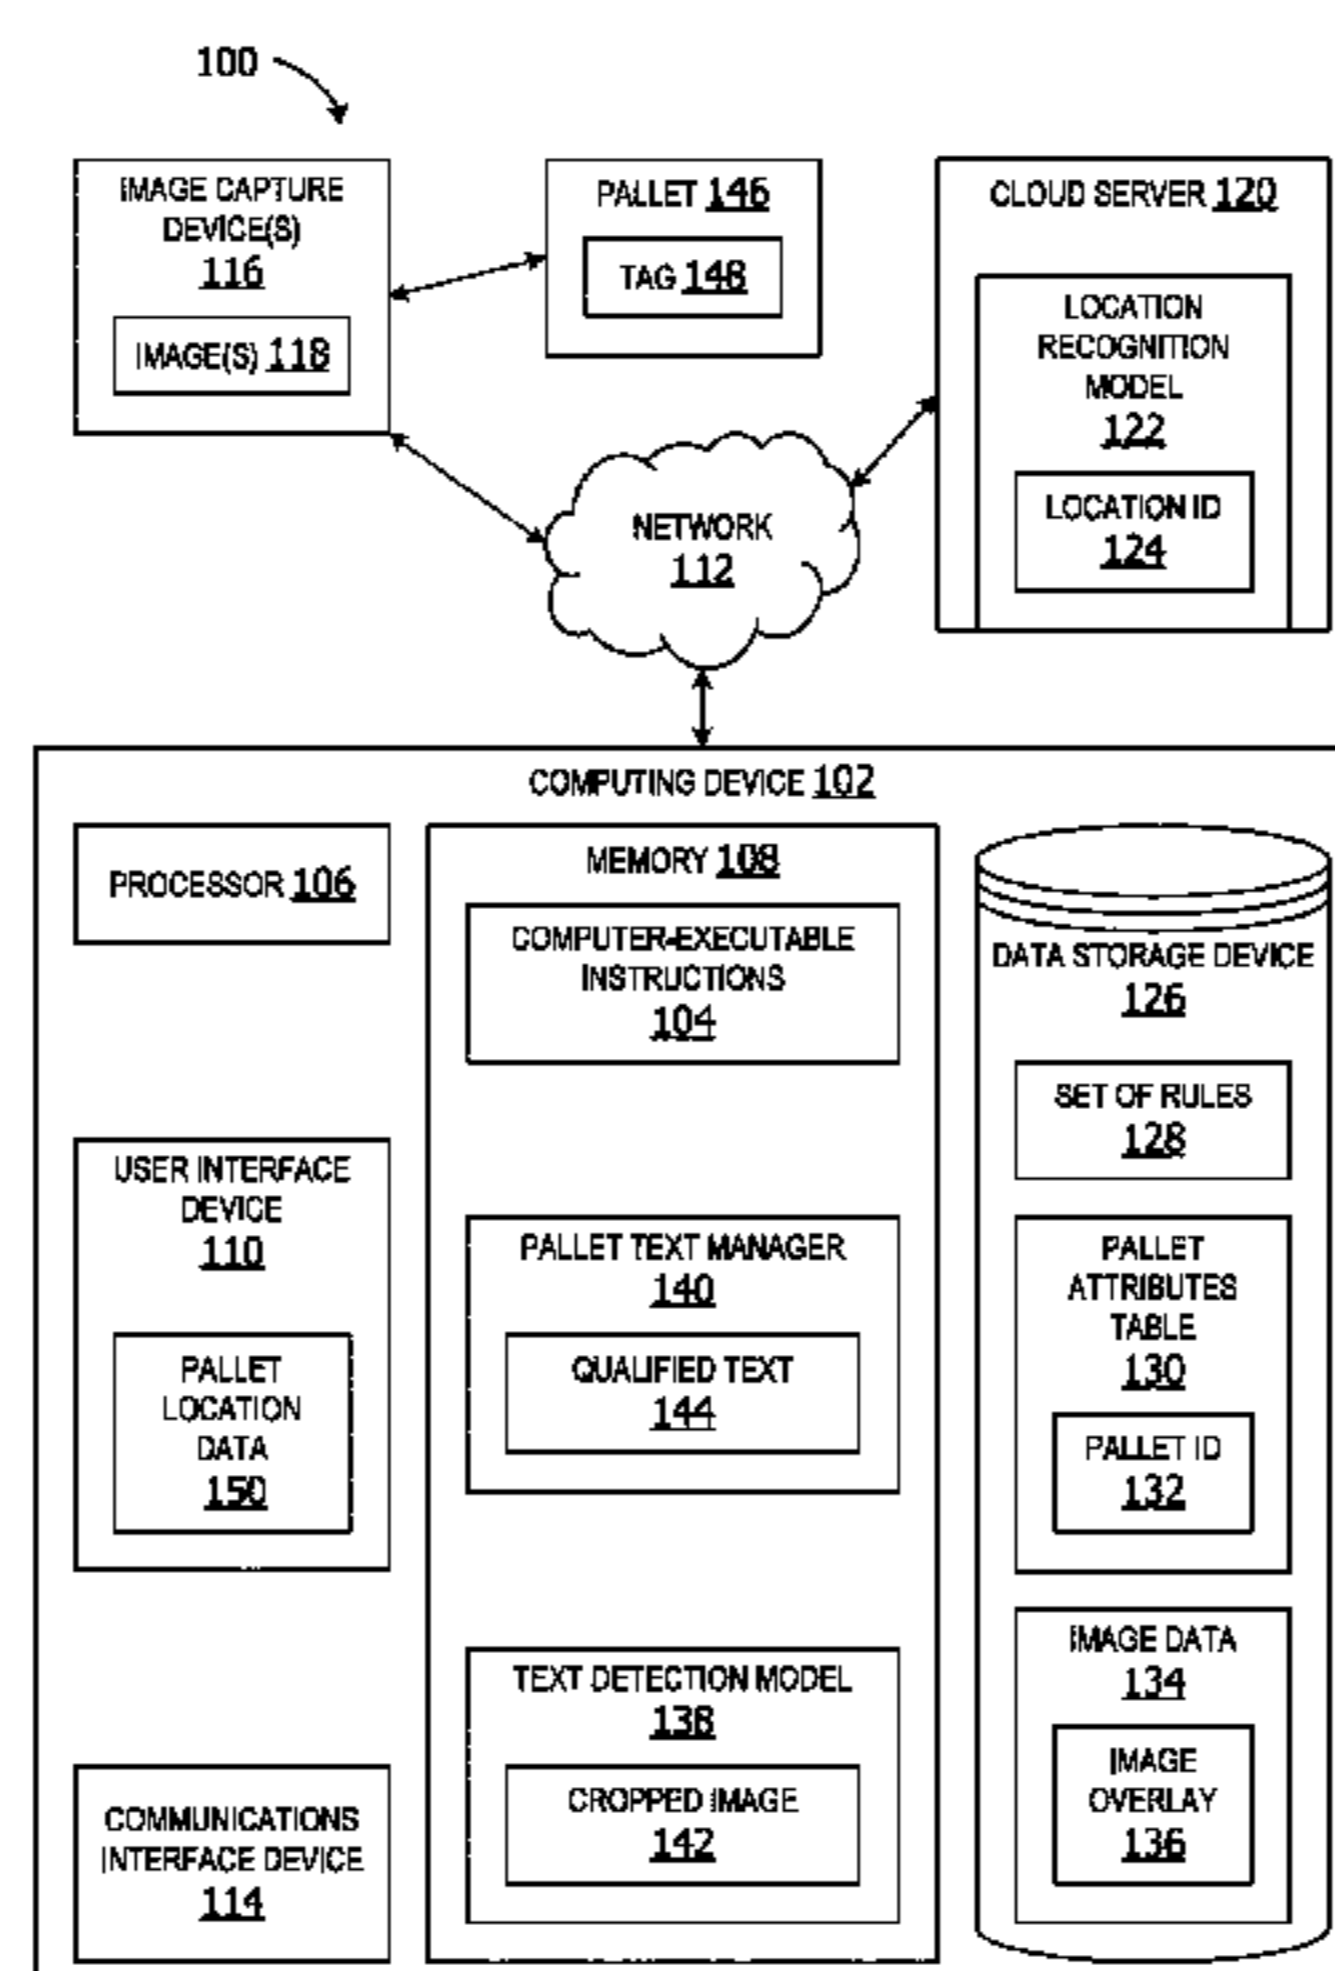 100
IMAGE CAPTURE
DEVICE(S)
116
IMAGE(S) 118
PALLET 146
TAG 148
CLOUD SERVER 120
LOCATION
RECOGNITION
MODEL
122
LOCATION ID
124
NETWORK
112
COMPUTING DEVICE 102
PROCESSOR 106
USER INTERFACE
DEVICE
110
PALLET
LOCATION
DATA
150
COMMUNICATIONS
INTERFACE DEVICE
114
MEMORY 108
COMPUTER-EXECUTABLE
INSTRUCTIONS
104
PALLET TEXT MANAGER
140
QUALIFIED TEXT
144
TEXT DETECTION MODEL
138
CROPPED IMAGE
142
DATA STORAGE DEVICE
126
SET OF RULES
128
PALLET
ATTRIBUTES
TABLE
130
PALLET ID
132
IMAGE DATA
134
IMAGE
OVERLAY
136